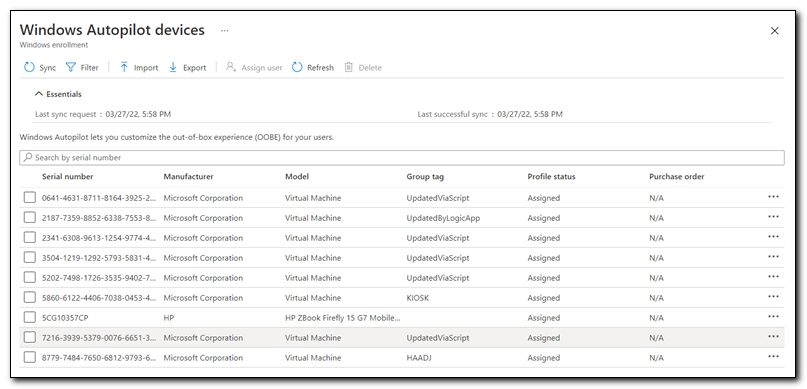 Windows Autopilot devices ...
Windows enrollment
Sync Filter Import Export Assign user Refresh Delete
Essentials
Last sync request : 03/27/22, 5:58 PM Last successful sync : 03/27/22, 5:58 PM
Windows Autopilot lets you customize the out-of-box experience (OOBE) for your users.
Search by serial number
Serial number Manufacturer Model Group tag Profile status Purchase order
0641-4631-8711-8164-3925-2... Microsoft Corporation Virtual Machine UpdatedViaScript Assigned N/A ...
2187-7359-8852-6338-7553-8... Microsoft Corporation Virtual Machine UpdatedByLogicApp Assigned N/A ...
2341-6308-9613-1254-9774-4... Microsoft Corporation Virtual Machine UpdatedViaScript Assigned N/A ...
3504-1219-1292-5793-5831-4... Microsoft Corporation Virtual Machine UpdatedViaScript Assigned N/A ...
5202-7498-1726-3535-9402-7... Microsoft Corporation Virtual Machine UpdatedViaScript Assigned N/A ...
5860-6122-4406-7038-0453-4... Microsoft Corporation Virtual Machine KIOSK Assigned N/A ...
5CG10357CP HP HP ZBook Firefly 15 G7 Mobile... Assigned N/A ...
7216-3939-5379-0076-6651-3... Microsoft Corporation Virtual Machine UpdatedViaScript Assigned N/A ...
8779-7484-7650-6812-9793-6... Microsoft Corporation Virtual Machine HAADJ Assigned N/A ...